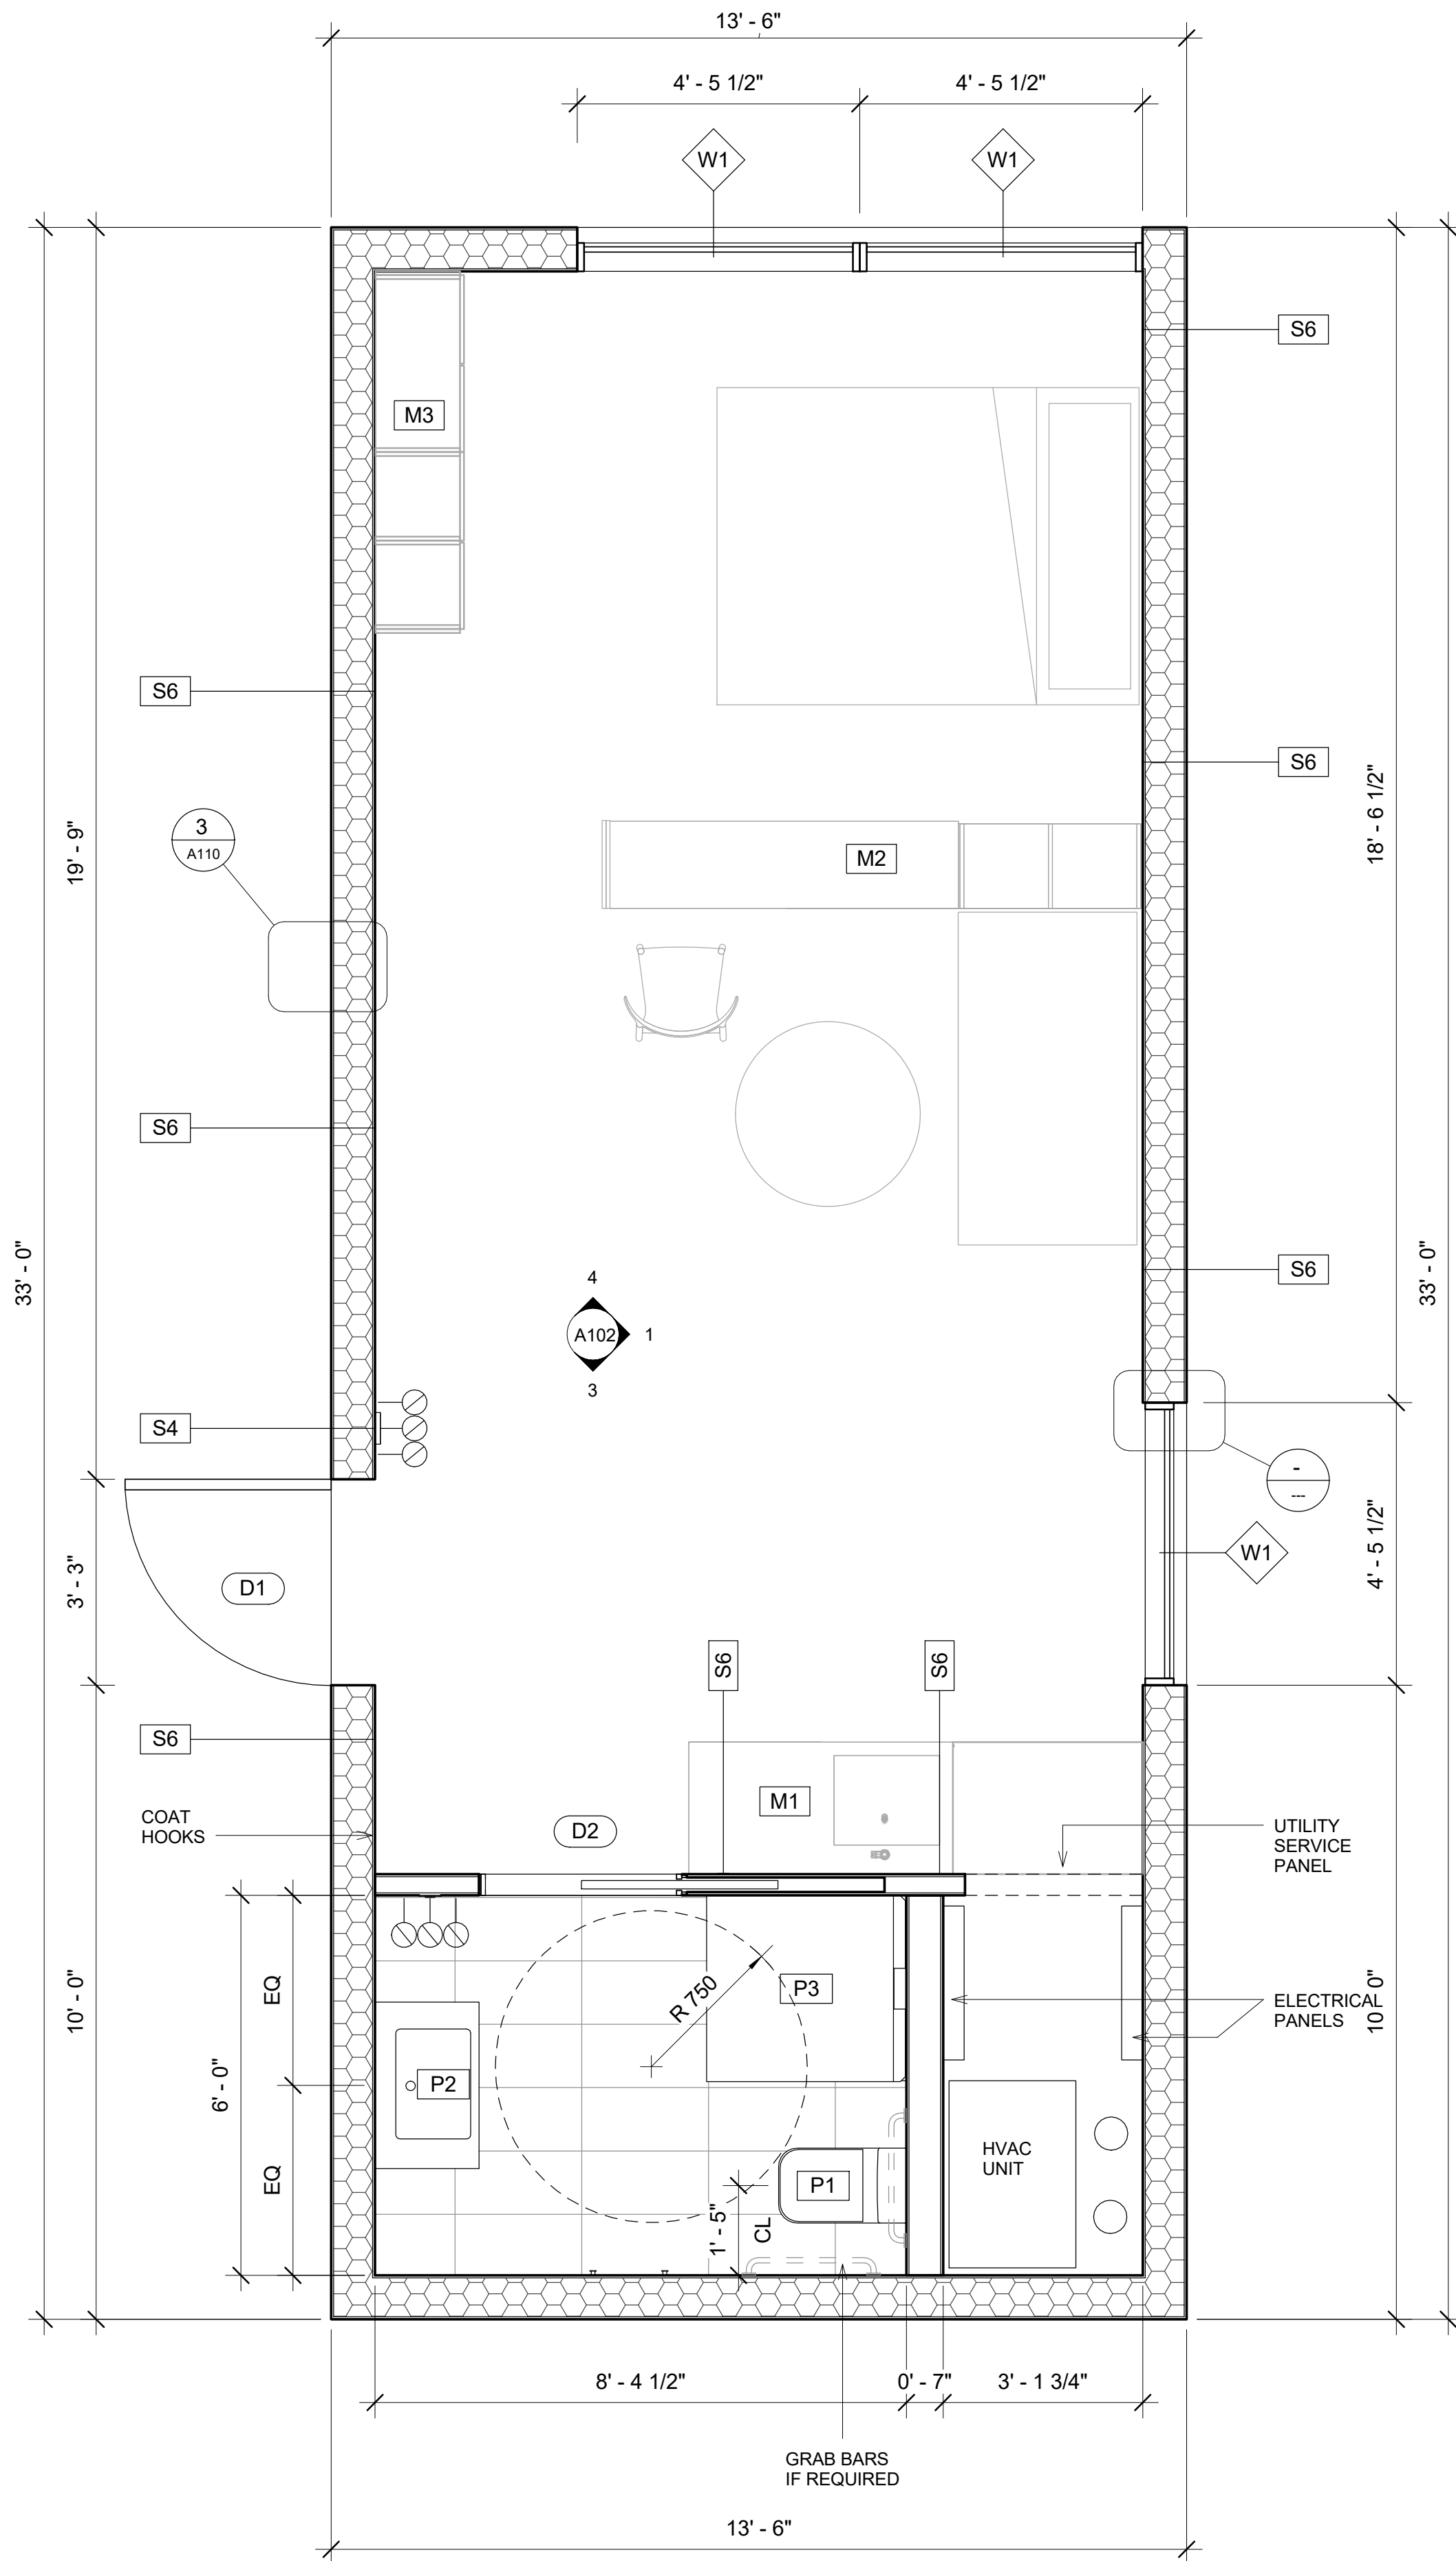 13' - 6"
4' - 5 1/2"
4' - 5 1/2"
W1
W1
S6
M3
S6
S6
19' - 9"
18' - 6 1/2"
3
A110
M2
S6
33' - 0"
33' - 0"
S6
4
A102
1
3
S4
-
---
4' - 5 1/2"
W1
3' - 3"
D1
S6
S6
S6
COAT
HOOKS
M1
D2
UTILITY
SERVICE
PANEL
10' - 0"
EQ
R 750
P3
ELECTRICAL
PANELS
10' - 0"
6' - 0"
P2
HVAC
UNIT
EQ
P1
1' - 5"
CL
8' - 4 1/2"
0' - 7"
3' - 1 3/4"
GRAB BARS
IF REQUIRED
13' - 6"